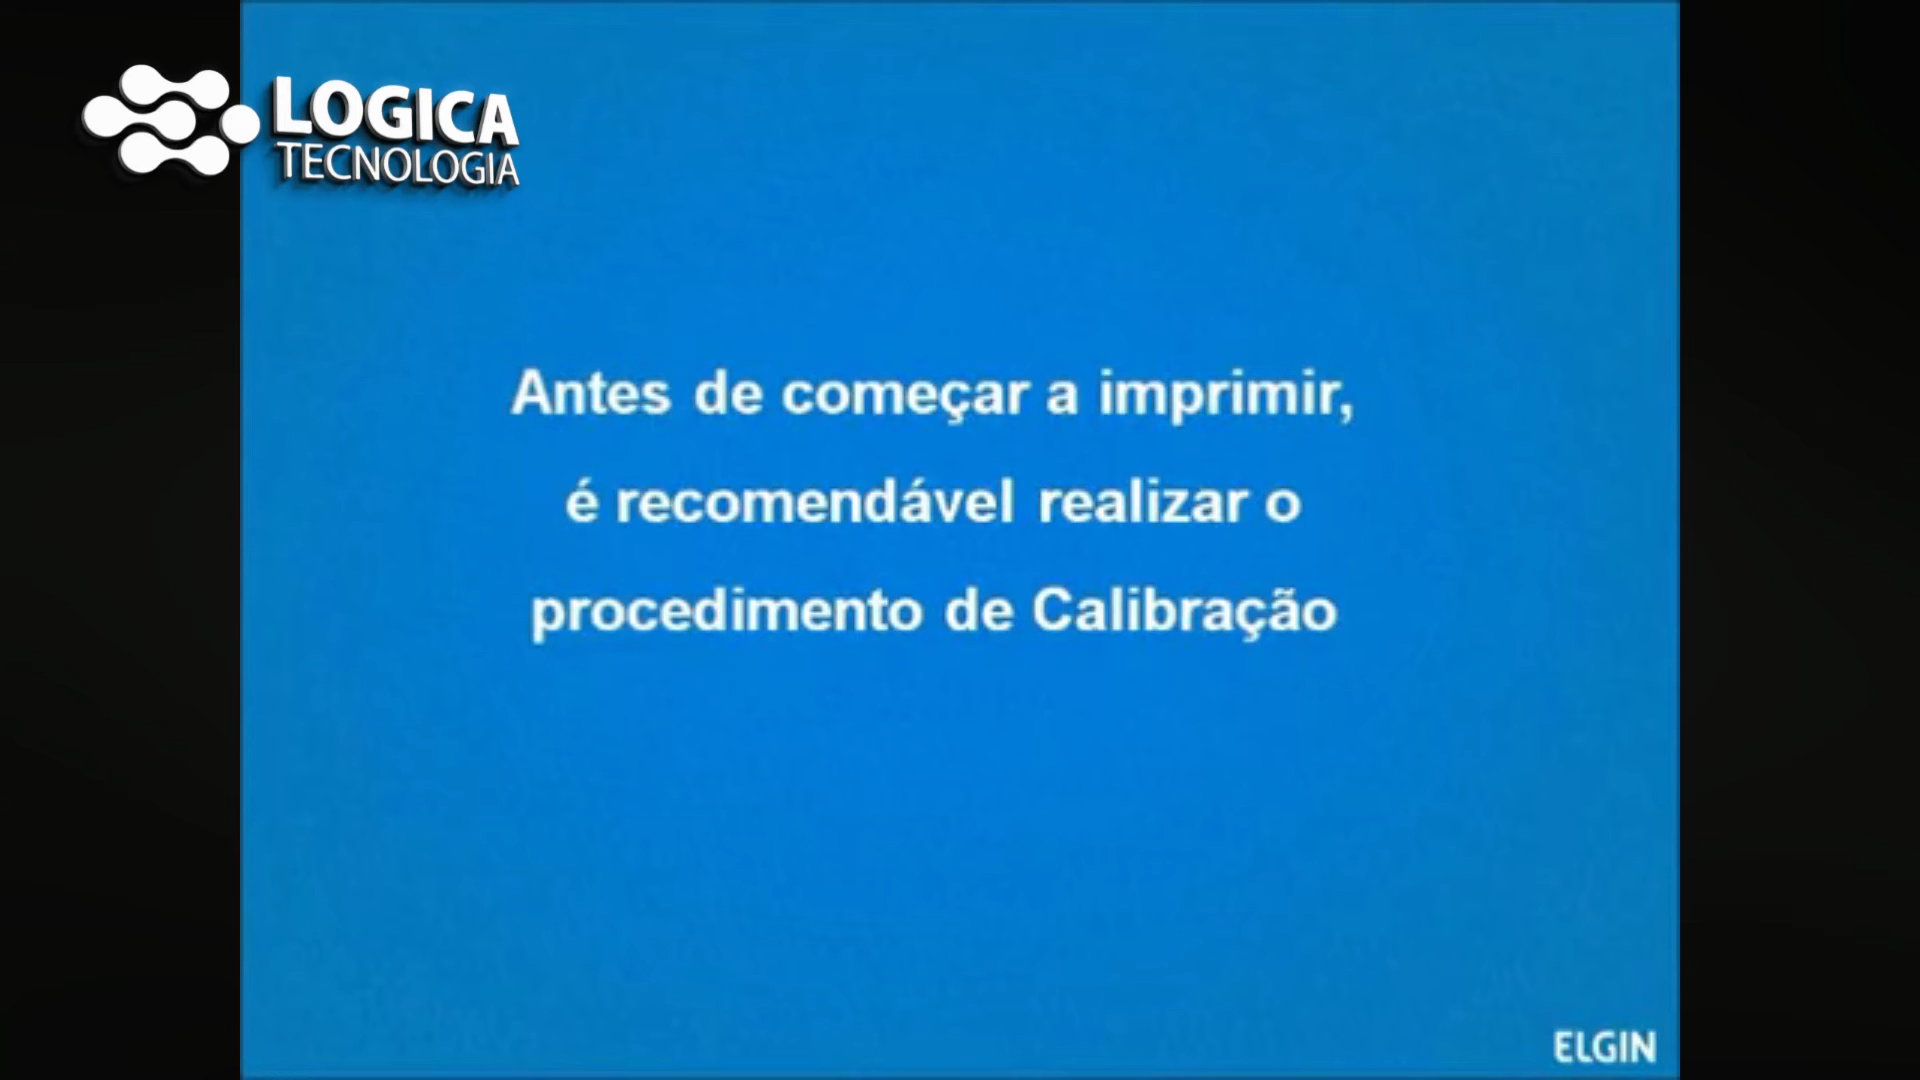 LOGICA
TECNOLOGIA
Antes de começar a imprimir,
é recomendável realizar o
procedimento de Calibração
ELGIN